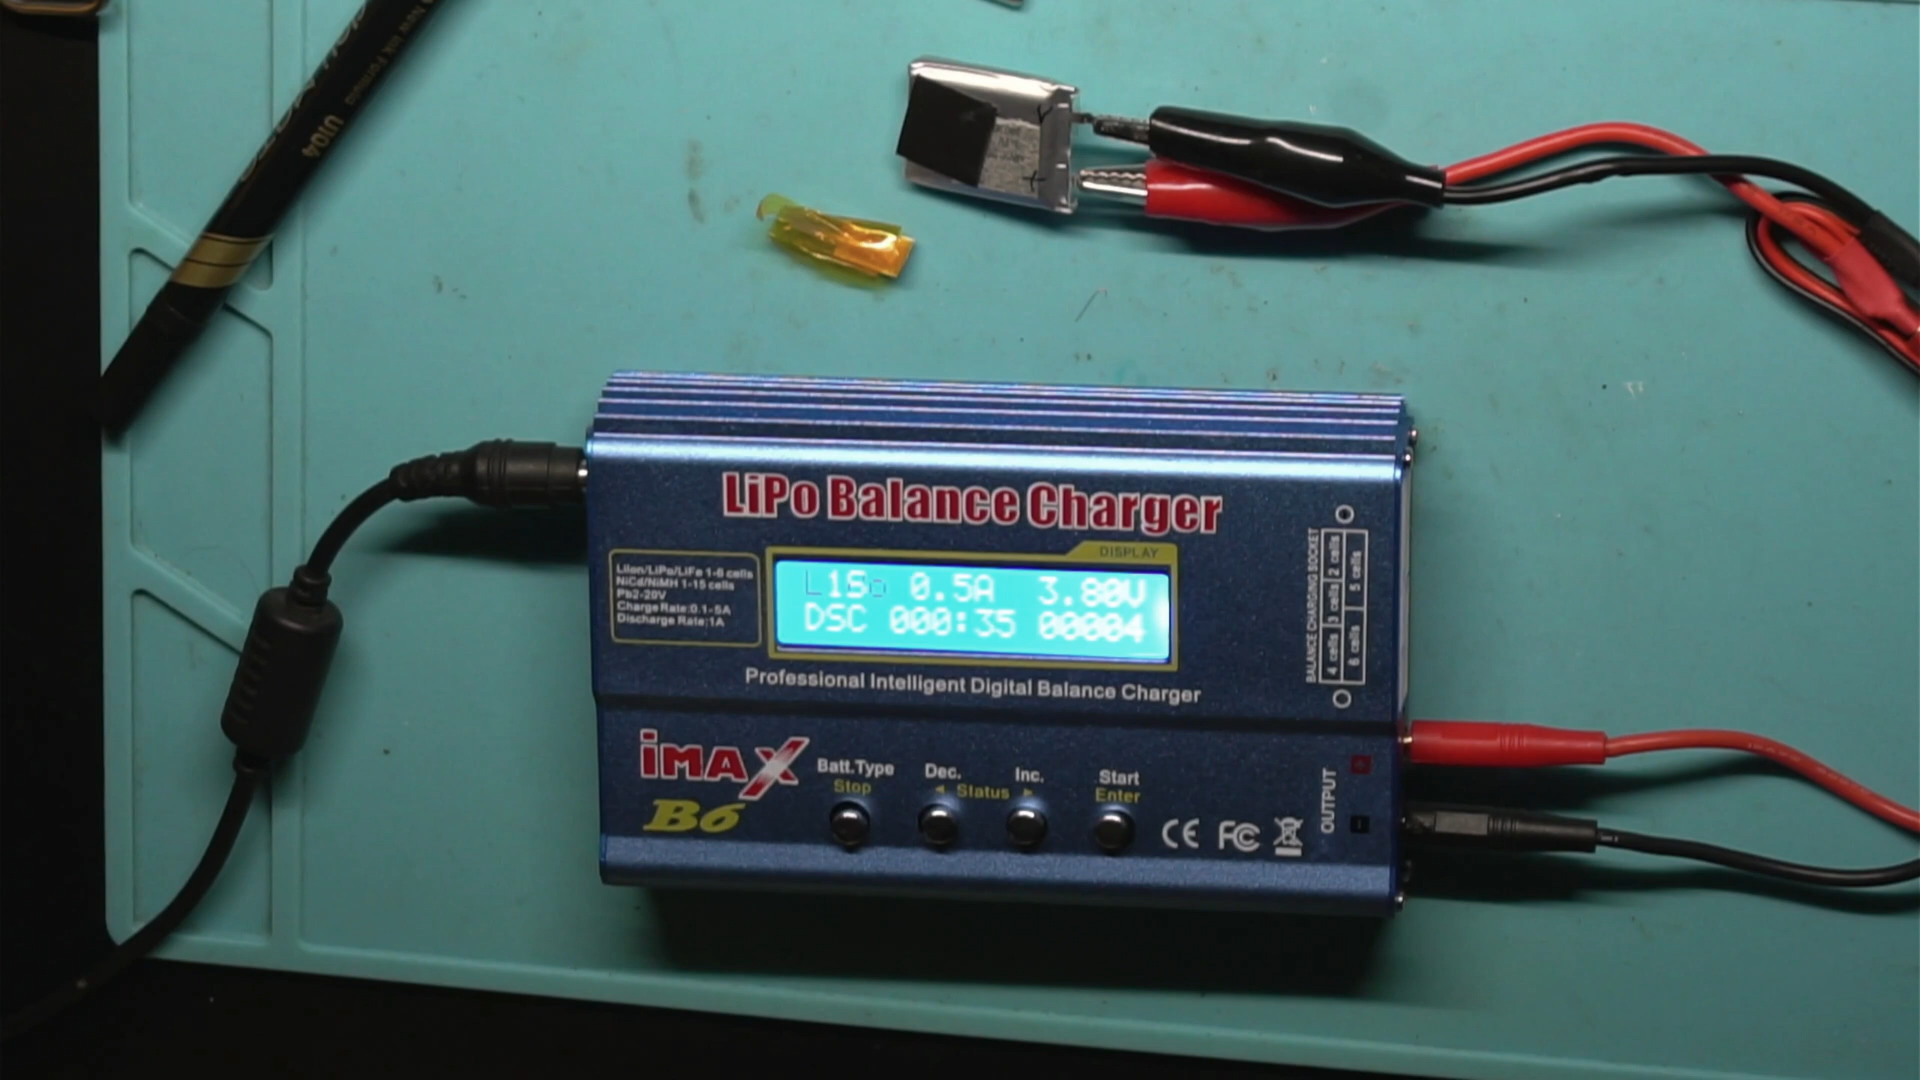 U104
LiPo Balance Charger
DISPLAY
LiIon/LiPo/LiFe 1-6 cells
NiCd/NiMH 1-15 cells
Pb2-20V
Charge Rate:0.1-5A
Discharge Rate:1A
0.5A 3.80V
DSC 000:35 00004
BALANCE CHARGING SOCKET
2 cells
3 cells
4 cells
5 cells
6 cells
Professional Intelligent Digital Balance Charger
iMAX
B6
Batt.Type
Stop
Dec.
Inc.
◄ Status ►
Start
Enter
CE FC
OUTPUT
+
-